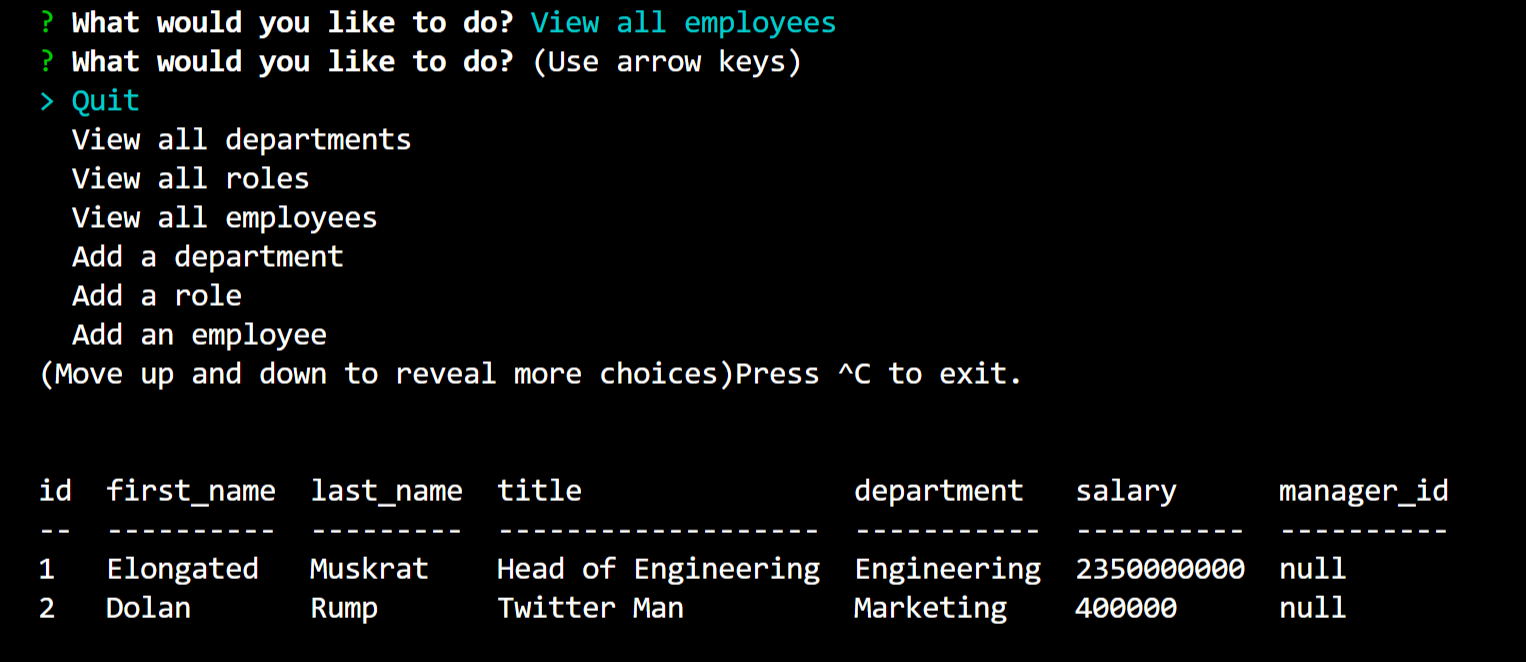 ? What would you like to do? View all employees
? What would you like to do? (Use arrow keys)
> Quit
  View all departments
  View all roles
  View all employees
  Add a department
  Add a role
  Add an employee
(Move up and down to reveal more choices)Press ^C to exit.
id  first_name  last_name  title                department   salary      manager_id
--  ----------  ---------  -------------------  -----------  ----------  ----------
1   Elongated   Muskrat    Head of Engineering  Engineering  2350000000  null
2   Dolan       Rump       Twitter Man          Marketing    400000      null